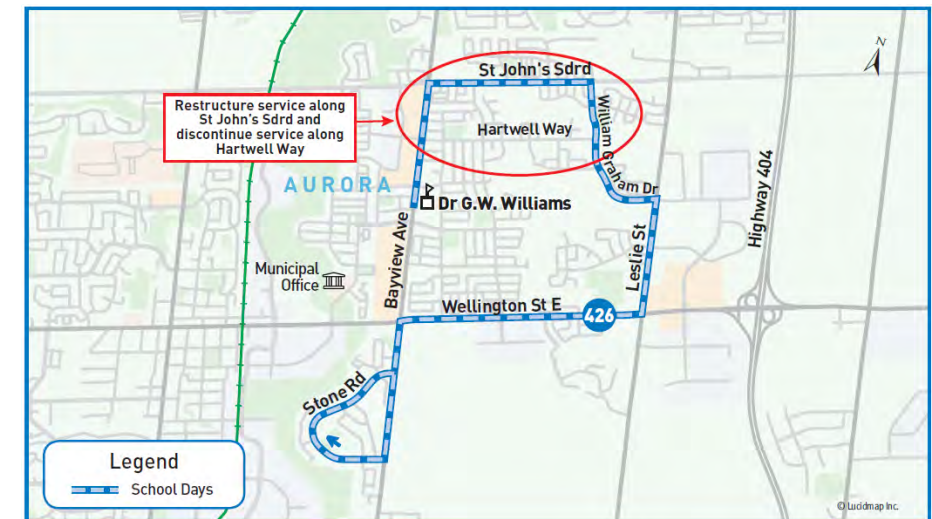 N
St John's Sdrd
Restructure service along
St John's Sdrd and
discontinue service along
Hartwell Way
Hartwell Way
William Graham Dr
AURORA
Dr G.W. Williams
Highway 404
Bayview Ave
Leslie St
Municipal
Office
Wellington St E
426
Stone Rd
Legend
School Days
© Lucidmap Inc.